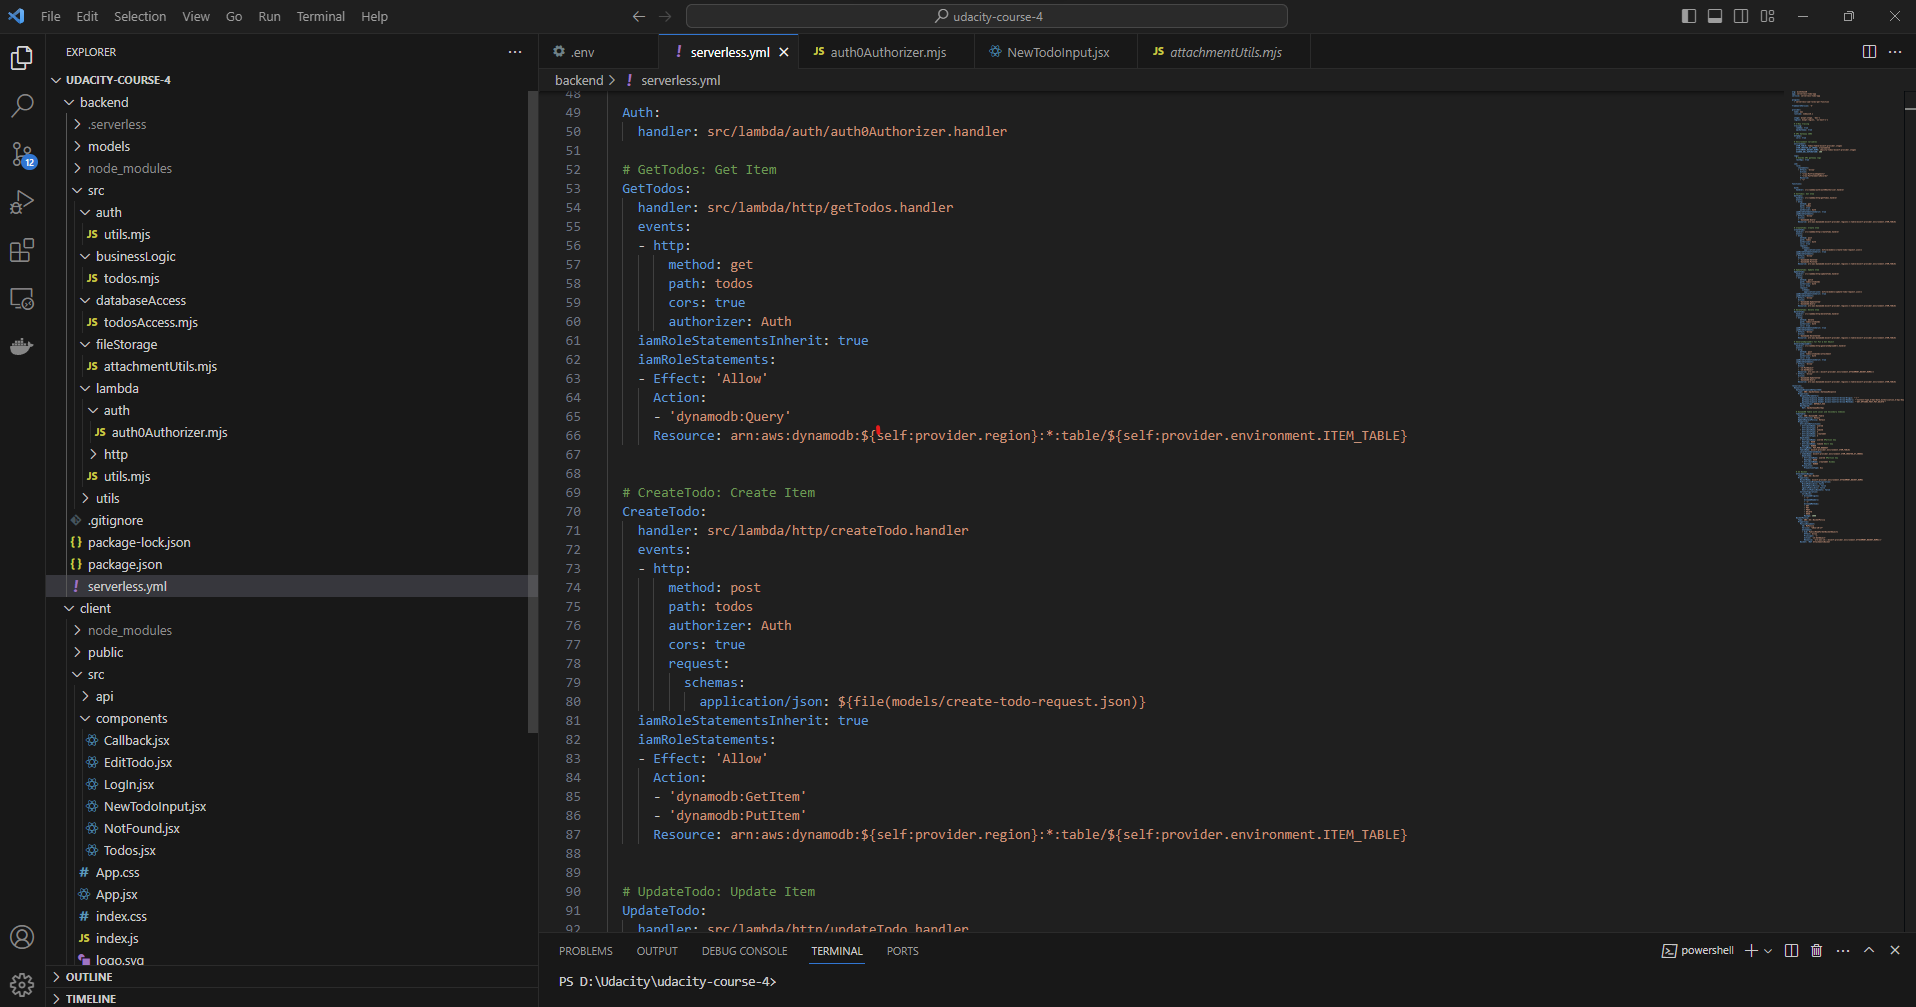 File Edit Selection View Go Run Terminal Help
udacity-course-4
EXPLORER
UDACITY-COURSE-4
backend
.serverless
models
node_modules
src
auth
JS utils.mjs
businessLogic
JS todos.mjs
databaseAccess
JS todosAccess.mjs
fileStorage
JS attachmentUtils.mjs
lambda
auth
JS auth0Authorizer.mjs
http
JS utils.mjs
utils
.gitignore
{} package-lock.json
{} package.json
! serverless.yml
client
node_modules
public
src
api
components
Callback.jsx
EditTodo.jsx
LogIn.jsx
NewTodoInput.jsx
NotFound.jsx
Todos.jsx
# App.css
App.jsx
# index.css
JS index.js
logo.svg
OUTLINE
TIMELINE
12
.env
! serverless.yml
JS auth0Authorizer.mjs
NewTodoInput.jsx
JS attachmentUtils.mjs
backend > ! serverless.yml
48
49 Auth:
50 handler: src/lambda/auth/auth0Authorizer.handler
51
52 # GetTodos: Get Item
53 GetTodos:
54 handler: src/lambda/http/getTodos.handler
55 events:
56 - http:
57 method: get
58 path: todos
59 cors: true
60 authorizer: Auth
61 iamRoleStatementsInherit: true
62 iamRoleStatements:
63 - Effect: 'Allow'
64 Action:
65 - 'dynamodb:Query'
66 Resource: arn:aws:dynamodb:${self:provider.region}:*:table/${self:provider.environment.ITEM_TABLE}
67
68
69 # CreateTodo: Create Item
70 CreateTodo:
71 handler: src/lambda/http/createTodo.handler
72 events:
73 - http:
74 method: post
75 path: todos
76 authorizer: Auth
77 cors: true
78 request:
79 schemas:
80 application/json: ${file(models/create-todo-request.json)}
81 iamRoleStatementsInherit: true
82 iamRoleStatements:
83 - Effect: 'Allow'
84 Action:
85 - 'dynamodb:GetItem'
86 - 'dynamodb:PutItem'
87 Resource: arn:aws:dynamodb:${self:provider.region}:*:table/${self:provider.environment.ITEM_TABLE}
88
89
90 # UpdateTodo: Update Item
91 UpdateTodo:
92 handler: src/lambda/http/updateTodo.handler
PROBLEMS OUTPUT DEBUG CONSOLE TERMINAL PORTS
powershell
PS D:\Udacity\udacity-course-4>